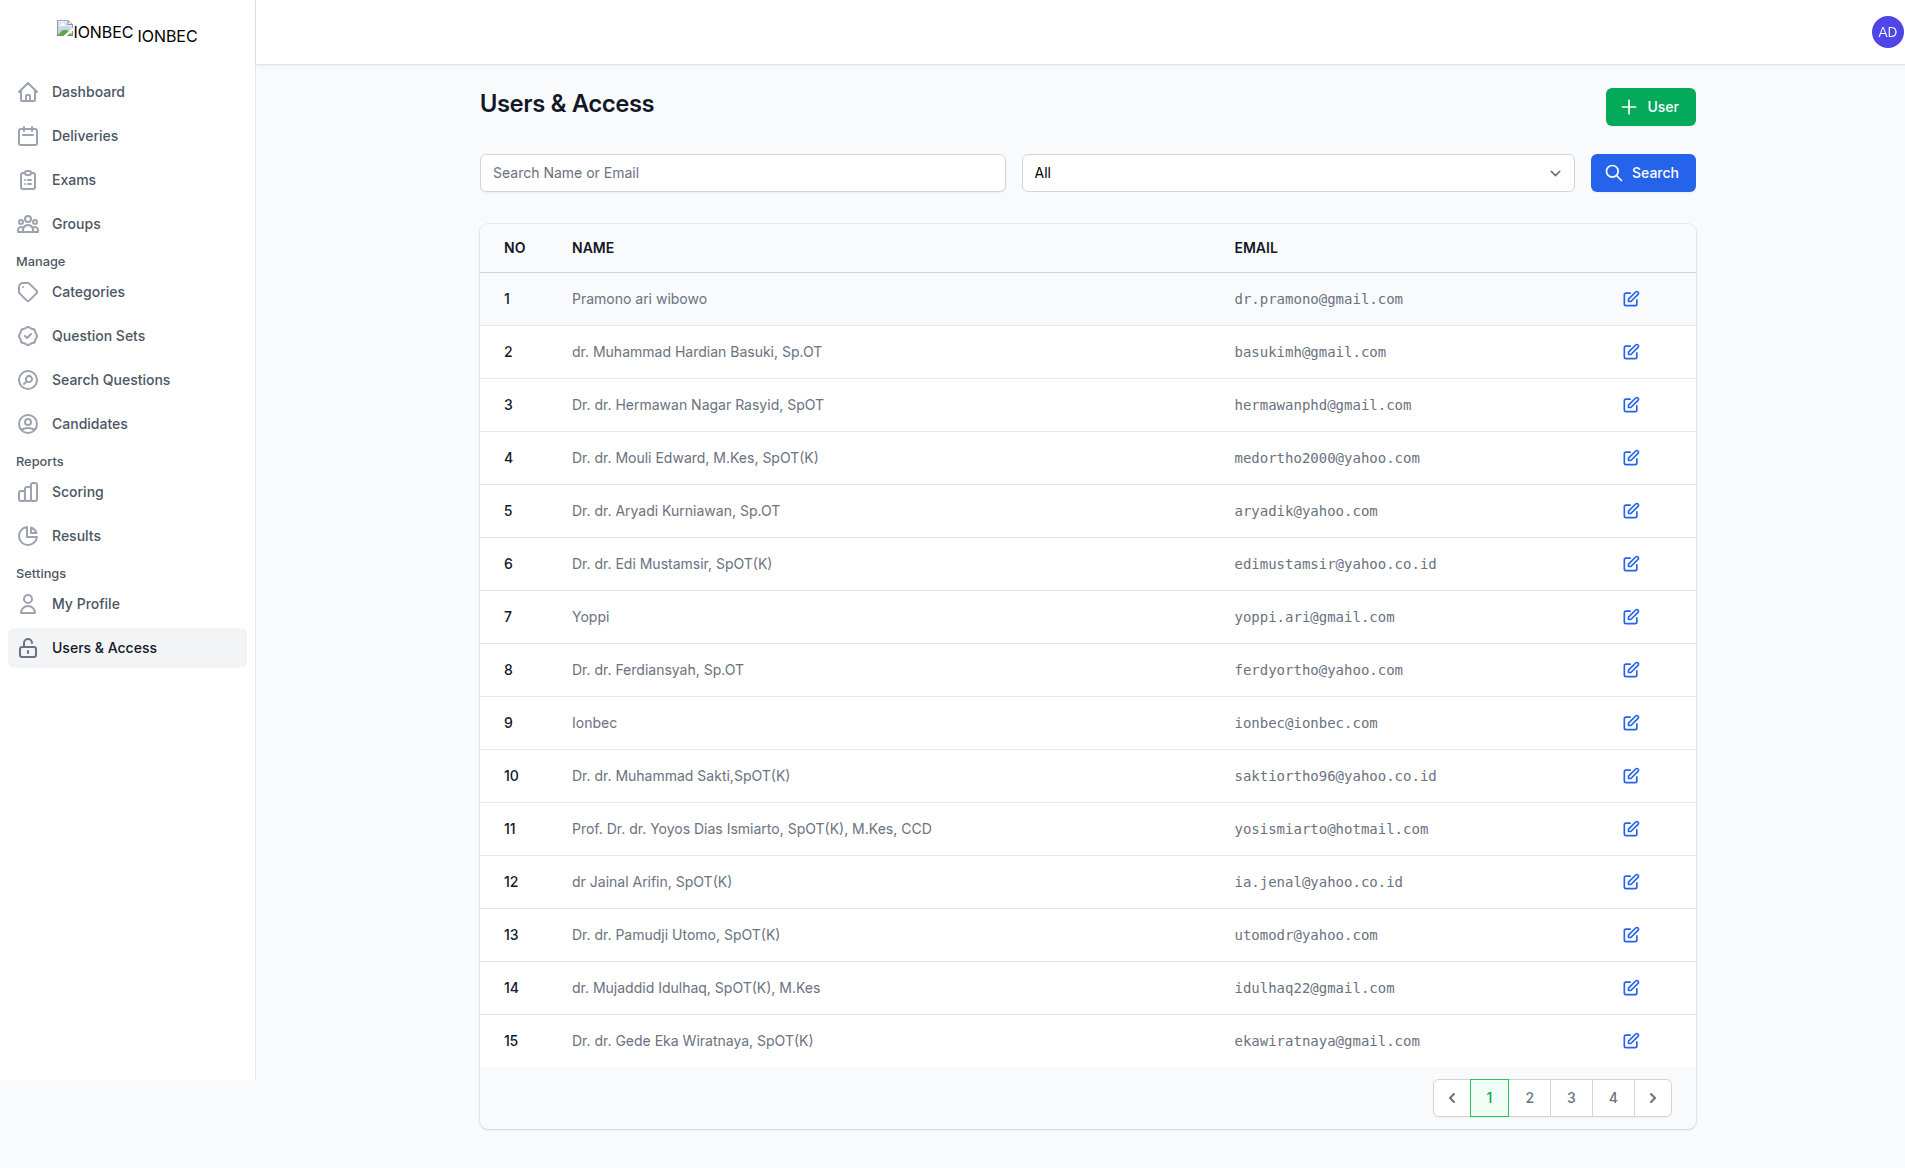 IONBEC IONBEC
AD
Dashboard
Deliveries
Exams
Groups
Manage
Categories
Question Sets
Search Questions
Candidates
Reports
Scoring
Results
Settings
My Profile
Users & Access
Users & Access
User
Search Name or Email
All
Search
NO NAME EMAIL
1 Pramono ari wibowo dr.pramono@gmail.com
2 dr. Muhammad Hardian Basuki, Sp.OT basukimh@gmail.com
3 Dr. dr. Hermawan Nagar Rasyid, SpOT hermawanphd@gmail.com
4 Dr. dr. Mouli Edward, M.Kes, SpOT(K) medortho2000@yahoo.com
5 Dr. dr. Aryadi Kurniawan, Sp.OT aryadik@yahoo.com
6 Dr. dr. Edi Mustamsir, SpOT(K) edimustamsir@yahoo.co.id
7 Yoppi yoppi.ari@gmail.com
8 Dr. dr. Ferdiansyah, Sp.OT ferdyortho@yahoo.com
9 Ionbec ionbec@ionbec.com
10 Dr. dr. Muhammad Sakti,SpOT(K) saktiortho96@yahoo.co.id
11 Prof. Dr. dr. Yoyos Dias Ismiarto, SpOT(K), M.Kes, CCD yosismiarto@hotmail.com
12 dr Jainal Arifin, SpOT(K) ia.jenal@yahoo.co.id
13 Dr. dr. Pamudji Utomo, SpOT(K) utomodr@yahoo.com
14 dr. Mujaddid Idulhaq, SpOT(K), M.Kes idulhaq22@gmail.com
15 Dr. dr. Gede Eka Wiratnaya, SpOT(K) ekawiratnaya@gmail.com
1 2 3 4